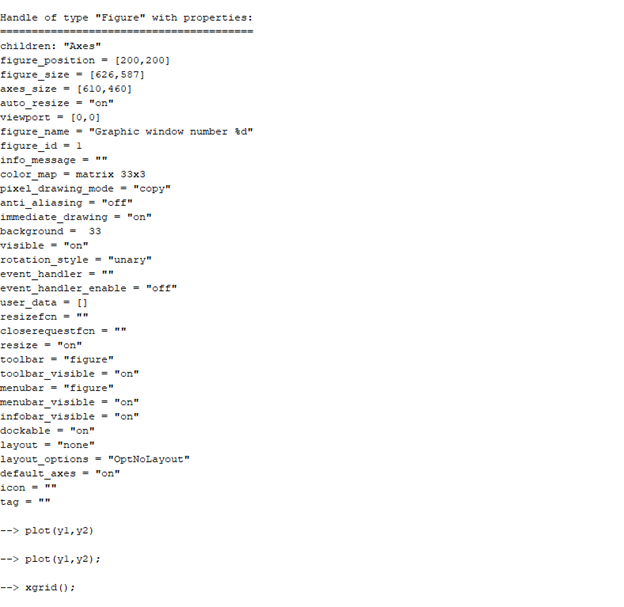 Handle of type "Figure" with properties:
========================================
children: "Axes"
figure_position = [200,200]
figure_size = [626,587]
axes_size = [610,460]
auto_resize = "on"
viewport = [0,0]
figure_name = "Graphic window number %d"
figure_id = 1
info_message = ""
color_map = matrix 33x3
pixel_drawing_mode = "copy"
anti_aliasing = "off"
immediate_drawing = "on"
background =  33
visible = "on"
rotation_style = "unary"
event_handler = ""
event_handler_enable = "off"
user_data = []
resizefcn = ""
closerequestfcn = ""
resize = "on"
toolbar = "figure"
toolbar_visible = "on"
menubar = "figure"
menubar_visible = "on"
infobar_visible = "on"
dockable = "on"
layout = "none"
layout_options = "OptNoLayout"
default_axes = "on"
icon = ""
tag = ""
--> plot(y1,y2)
--> plot(y1,y2);
--> xgrid();